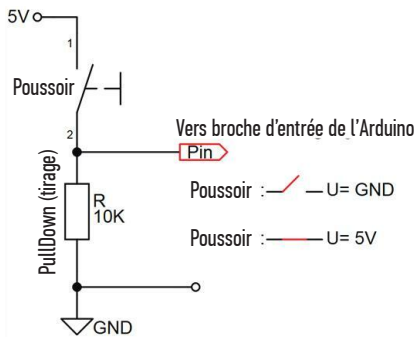 5V
1
Poussoir
2
Vers broche d'entrée de l'Arduino
Pin
PullDown (tirage)
R
10K
Poussoir : U= GND
Poussoir : U= 5V
GND